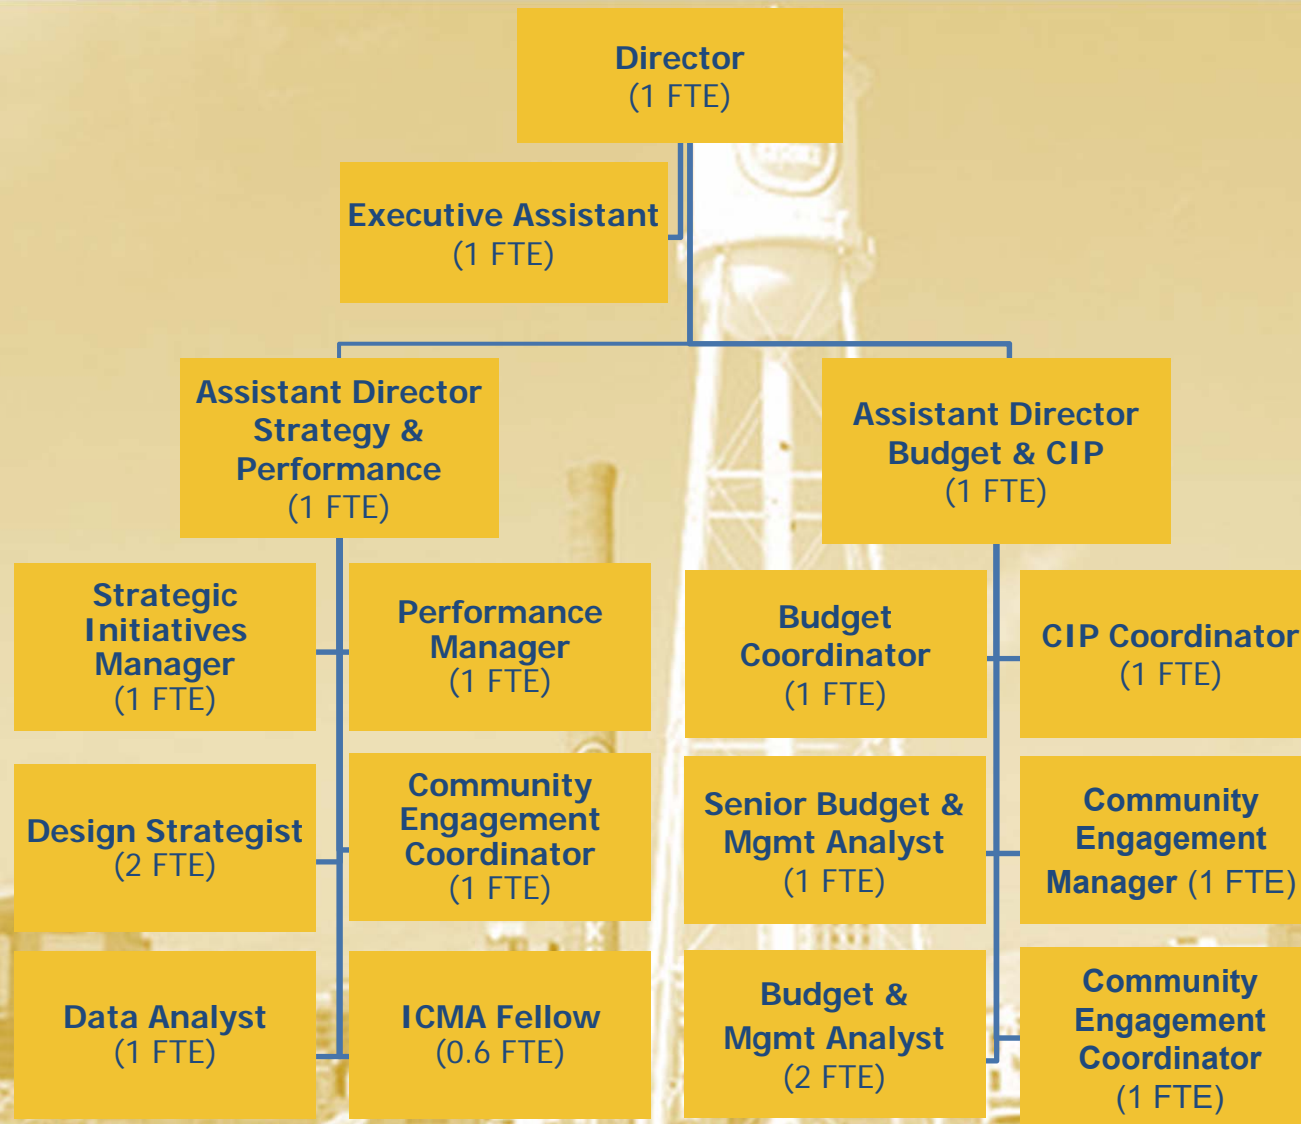 Director
(1 FTE)
Executive Assistant
(1 FTE)
Assistant Director
Strategy &
Performance
(1 FTE)
Assistant Director
Budget & CIP
(1 FTE)
Strategic
Initiatives
Manager
(1 FTE)
Performance
Manager
(1 FTE)
Budget
Coordinator
(1 FTE)
CIP Coordinator
(1 FTE)
Design Strategist
(2 FTE)
Community
Engagement
Coordinator
(1 FTE)
Senior Budget &
Mgmt Analyst
(1 FTE)
Community
Engagement
Manager (1 FTE)
Data Analyst
(1 FTE)
ICMA Fellow
(0.6 FTE)
Budget &
Mgmt Analyst
(2 FTE)
Community
Engagement
Coordinator
(1 FTE)